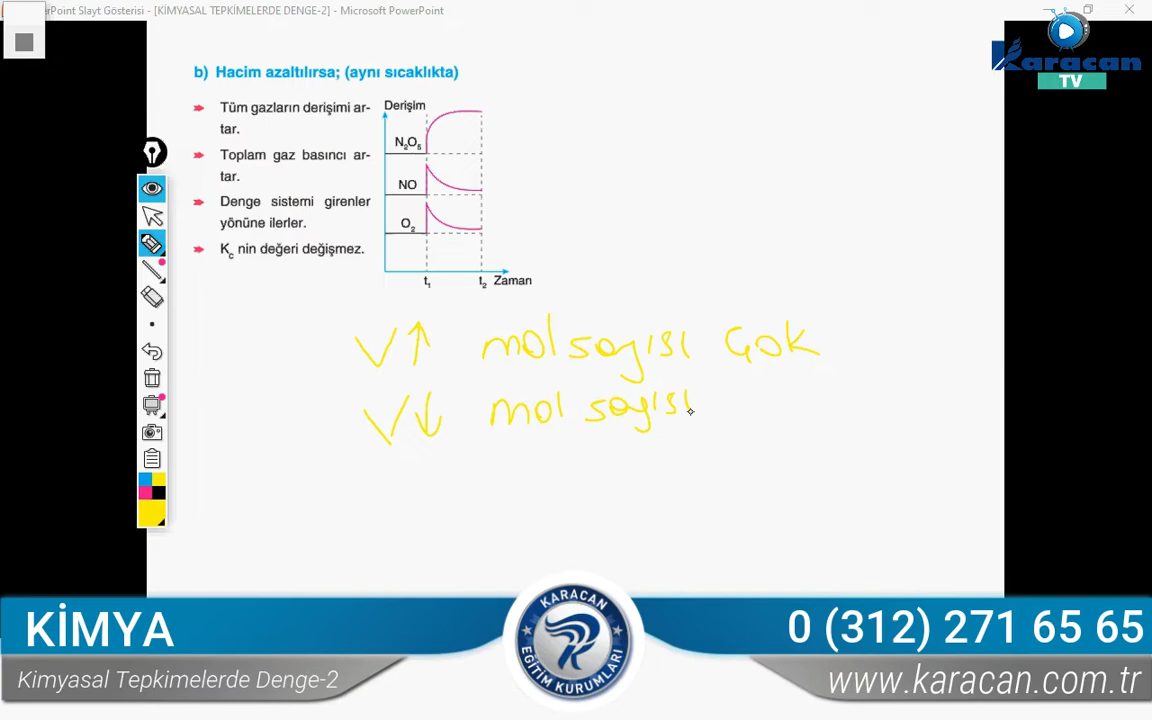 PowerPoint Slayt Gösterisi - [KİMYASAL TEPKİMELERDE DENGE-2] - Microsoft PowerPoint
Karacan
TV
b) Hacim azaltılırsa; (aynı sıcaklıkta)
Tüm gazların derişimi ar-
tar.
Toplam gaz basıncı ar-
tar.
Denge sistemi girenler
yönüne ilerler.
Kc nin değeri değişmez.
Derişim
N₂O₅
NO
O₂
t₁ t₂ Zaman
V↑ mol sayısı çok
V↓ mol sayısı
KİMYA
Kimyasal Tepkimelerde Denge-2
KARACAN
EĞİTİM KURUMLARI
0 (312) 271 65 65
www.karacan.com.tr